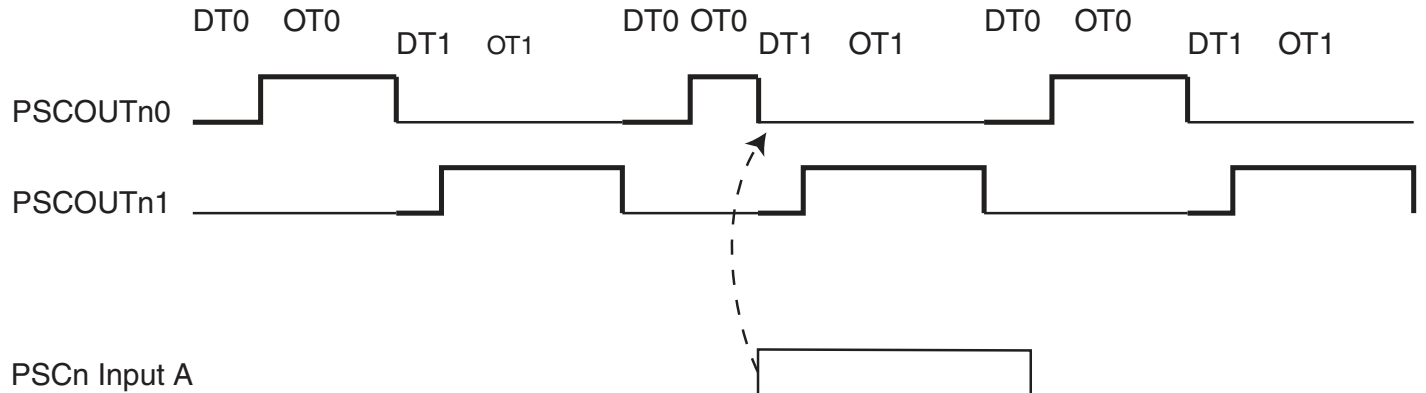 DT0 OT0 DT0 OT0 DT0 OT0
DT1 OT1 DT1 OT1 DT1 OT1
PSCOUTn0
PSCOUTn1
PSCn Input A